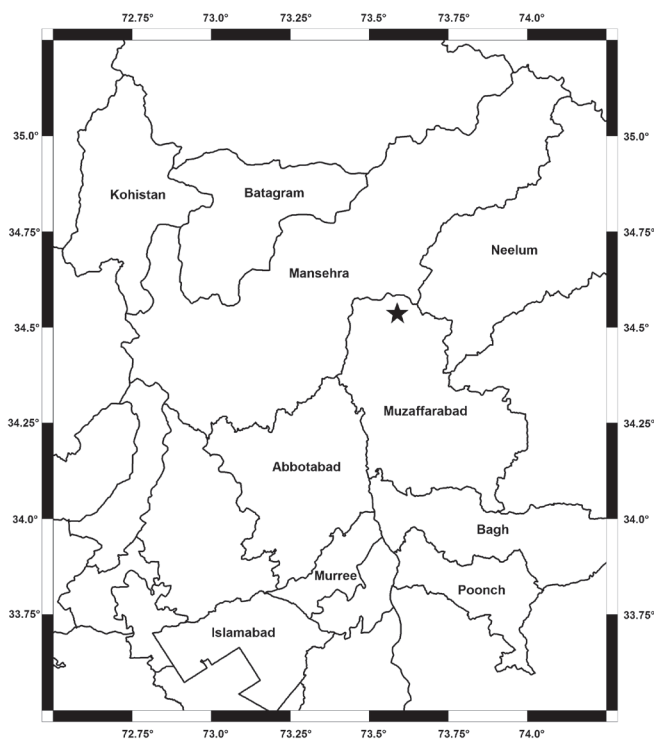 72.75° 73.0° 73.25° 73.5° 73.75° 74.0°
35.0° 35.0°
Kohistan Batagram
34.75° Neelum 34.75°
Mansehra
34.5° 34.5°
34.25° Muzaffarabad 34.25°
Abbotabad
34.0° 34.0°
Bagh
Murree Poonch
33.75° 33.75°
Islamabad
72.75° 73.0° 73.25° 73.5° 73.75° 74.0°